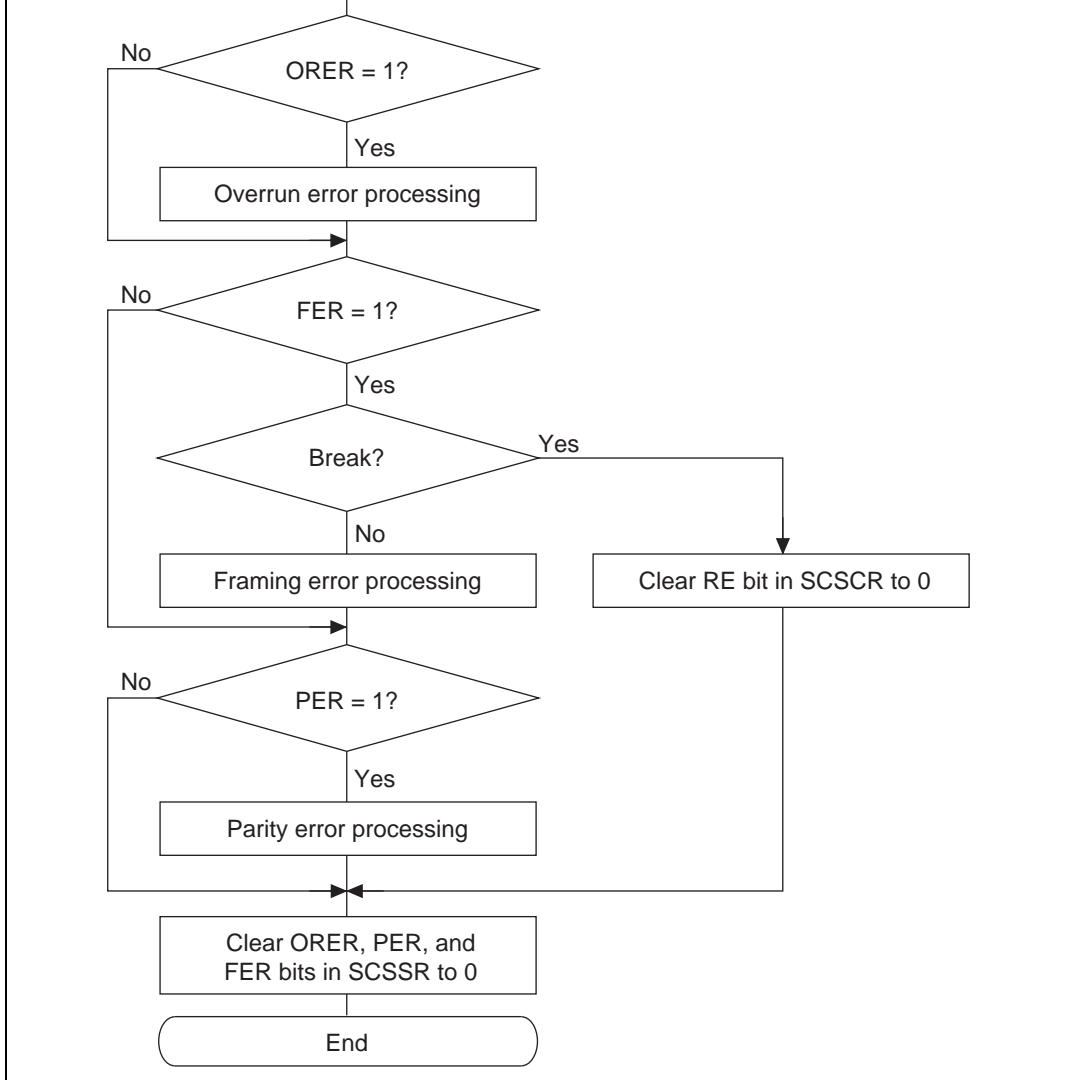 No
ORER = 1?
Yes
Overrun error processing
No
FER = 1?
Yes
Break?
Yes
No
Framing error processing
Clear RE bit in SCSCR to 0
No
PER = 1?
Yes
Parity error processing
Clear ORER, PER, and
FER bits in SCSSR to 0
End